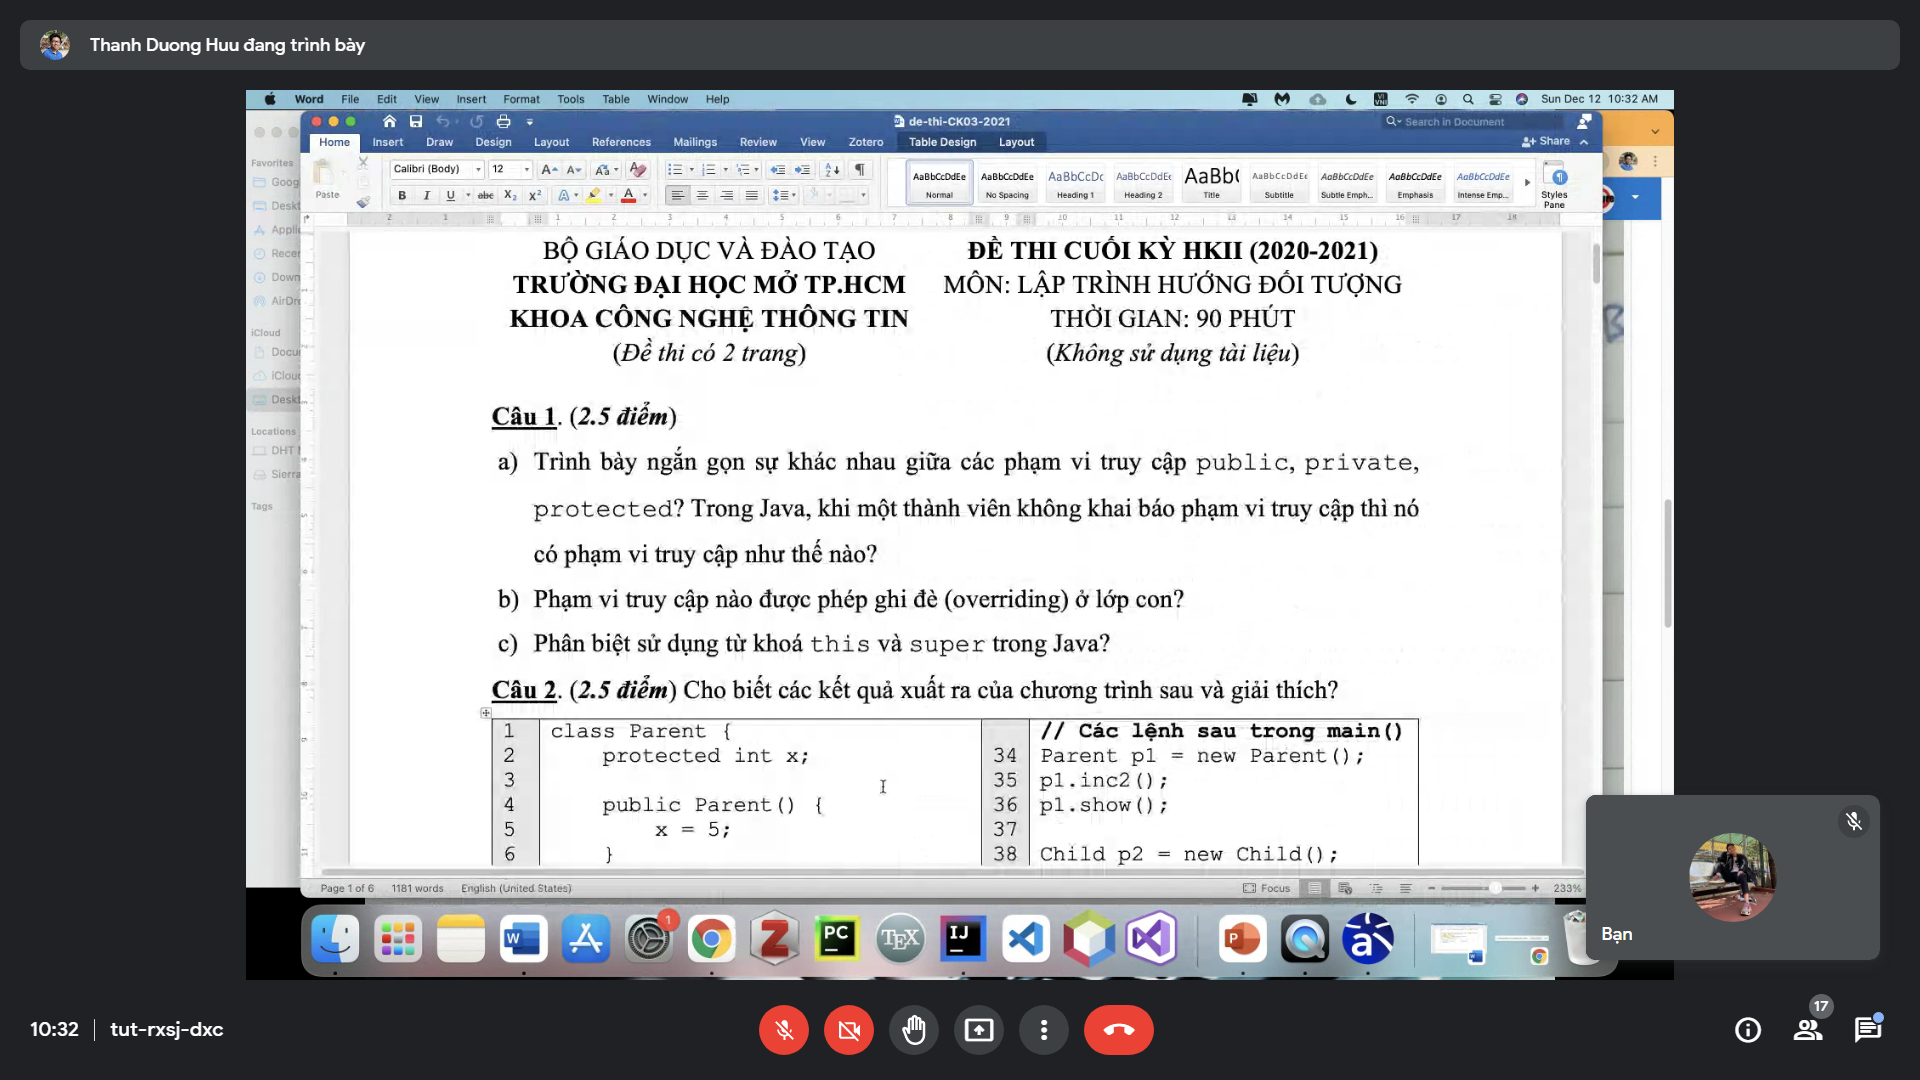 Thanh Duong Huu đang trình bày
Word File Edit View Insert Format Tools Table Window Help
Sun Dec 12 10:32 AM
de-thi-CK03-2021
Search in Document
Home Insert Draw Design Layout References Mailings Review View Zotero Table Design Layout
Share
Paste
Calibri (Body) 12
AaBbCcDdEe AaBbCcDdEe AaBbCcDc AaBbCcDdEe AaBb( AaBbCcDdEe AaBbCcDdEe AaBbCcDdEe AaBbCcDdEe
Normal No Spacing Heading 1 Heading 2 Title Subtitle Subtle Emph... Emphasis Intense Emp...
Styles
Pane
Favorites
Goog
Deskt
Applic
Recen
Down
AirDro
iCloud
Docu
iCloud
Deskt
Locations
DHT
Sierra
Tags
BỘ GIÁO DỤC VÀ ĐÀO TẠO
TRƯỜNG ĐẠI HỌC MỞ TP.HCM
KHOA CÔNG NGHỆ THÔNG TIN
(Đề thi có 2 trang)
ĐỀ THI CUỐI KỲ HKII (2020-2021)
MÔN: LẬP TRÌNH HƯỚNG ĐỐI TƯỢNG
THỜI GIAN: 90 PHÚT
(Không sử dụng tài liệu)
Câu 1. (2.5 điểm)
a) Trình bày ngắn gọn sự khác nhau giữa các phạm vi truy cập public, private,
protected? Trong Java, khi một thành viên không khai báo phạm vi truy cập thì nó
có phạm vi truy cập như thế nào?
b) Phạm vi truy cập nào được phép ghi đè (overriding) ở lớp con?
c) Phân biệt sử dụng từ khoá this và super trong Java?
Câu 2. (2.5 điểm) Cho biết các kết quả xuất ra của chương trình sau và giải thích?
1 class Parent {
2 protected int x;
3
4 public Parent() {
5 x = 5;
6 }
// Các lệnh sau trong main()
34 Parent p1 = new Parent();
35 p1.inc2();
36 p1.show();
37
38 Child p2 = new Child();
Page 1 of 6 1181 words English (United States)
Focus
233%
Bạn
10:32 tut-rxsj-dxc
17